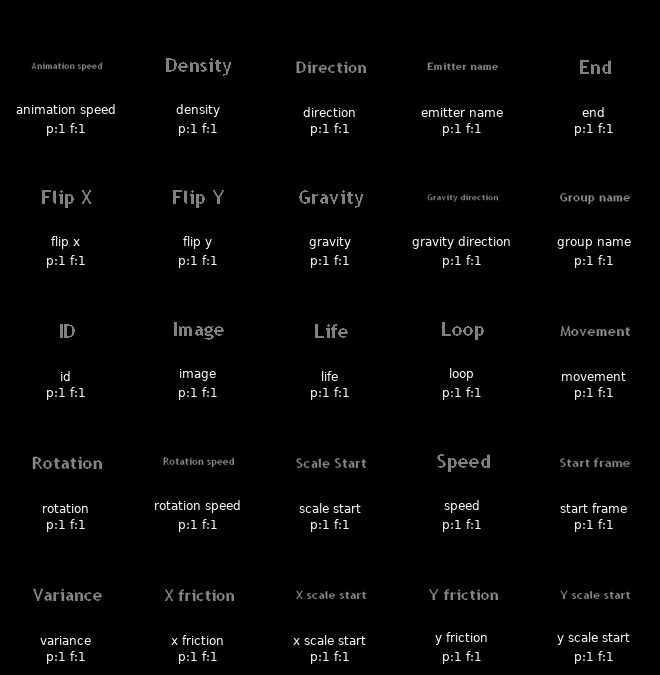 Animation speed Density Direction Emitter name End
animation speed density direction emitter name end
p:1 f:1 p:1 f:1 p:1 f:1 p:1 f:1 p:1 f:1
Flip X Flip Y Gravity Gravity direction Group name
flip x flip y gravity gravity direction group name
p:1 f:1 p:1 f:1 p:1 f:1 p:1 f:1 p:1 f:1
ID Image Life Loop Movement
id image life loop movement
p:1 f:1 p:1 f:1 p:1 f:1 p:1 f:1 p:1 f:1
Rotation Rotation speed Scale Start Speed Start frame
rotation rotation speed scale start speed start frame
p:1 f:1 p:1 f:1 p:1 f:1 p:1 f:1 p:1 f:1
Variance X friction X scale start Y friction Y scale start
variance x friction x scale start y friction y scale start
p:1 f:1 p:1 f:1 p:1 f:1 p:1 f:1 p:1 f:1